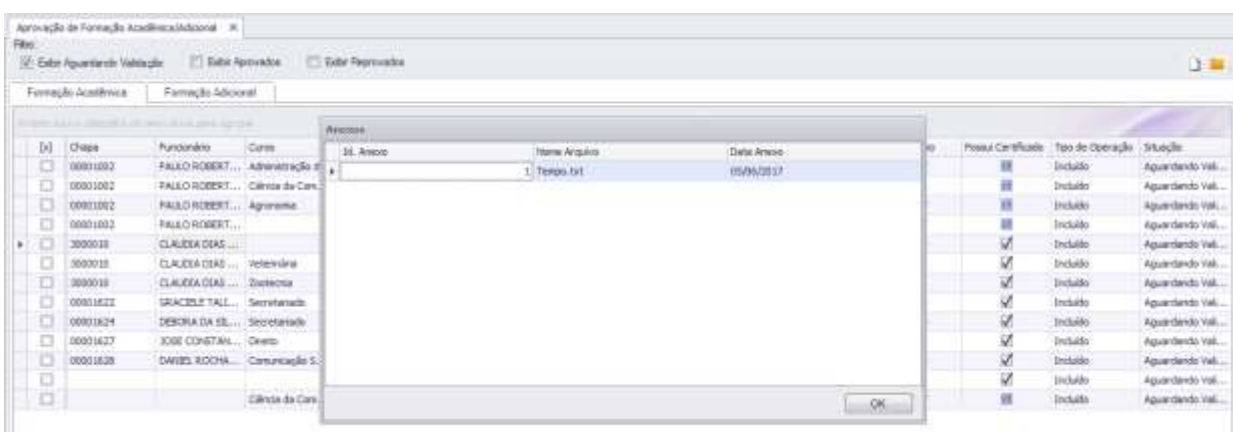 Aprovação de Formação Acadêmica/Adicional
Filtro:
Exibir Aguardando Validação Exibir Aprovados Exibir Reprovados
Formação Acadêmica Formação Adicional
Anexos
[x] Chapa Funcionário Curso Id. Anexo Nome Arquivo Data Anexo Possui Certificado Tipo de Operação Situação
00001002 PAULO ROBERT... Administração 1 Tempo.txt 05/06/2017 Incluído Aguardando Vali...
00001002 PAULO ROBERT... Ciência da Com. Incluído Aguardando Vali...
00001002 PAULO ROBERT... Agronomia Incluído Aguardando Vali...
00001002 PAULO ROBERT... Incluído Aguardando Vali...
3000010 CLAUDIA DIAS ... Incluído Aguardando Vali...
3000010 CLAUDIA DIAS ... Veterinária Incluído Aguardando Vali...
3000010 CLAUDIA DIAS ... Zootecnia Incluído Aguardando Vali...
00001622 GRACIELE TALI... Secretariado Incluído Aguardando Vali...
00001624 DEBORA DA SIL... Secretariado Incluído Aguardando Vali...
00001627 JOSE CONSTAN... Direito Incluído Aguardando Vali...
00001628 DANIEL ROCHA... Comunicação S. Incluído Aguardando Vali...
Incluído Aguardando Vali...
Ciência da Com. Incluído Aguardando Vali...
OK